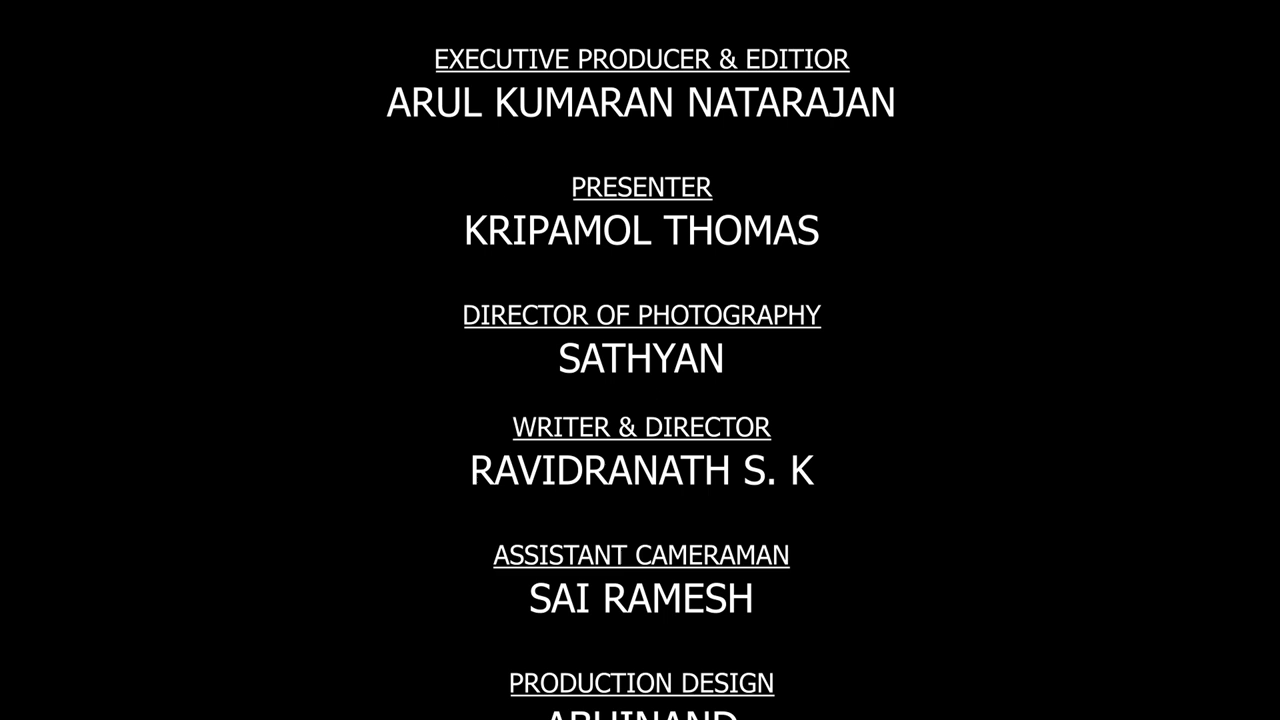 EXECUTIVE PRODUCER & EDITIOR
ARUL KUMARAN NATARAJAN
PRESENTER
KRIPAMOL THOMAS
DIRECTOR OF PHOTOGRAPHY
SATHYAN
WRITER & DIRECTOR
RAVIDRANATH S. K
ASSISTANT CAMERAMAN
SAI RAMESH
PRODUCTION DESIGN
ABHINAND